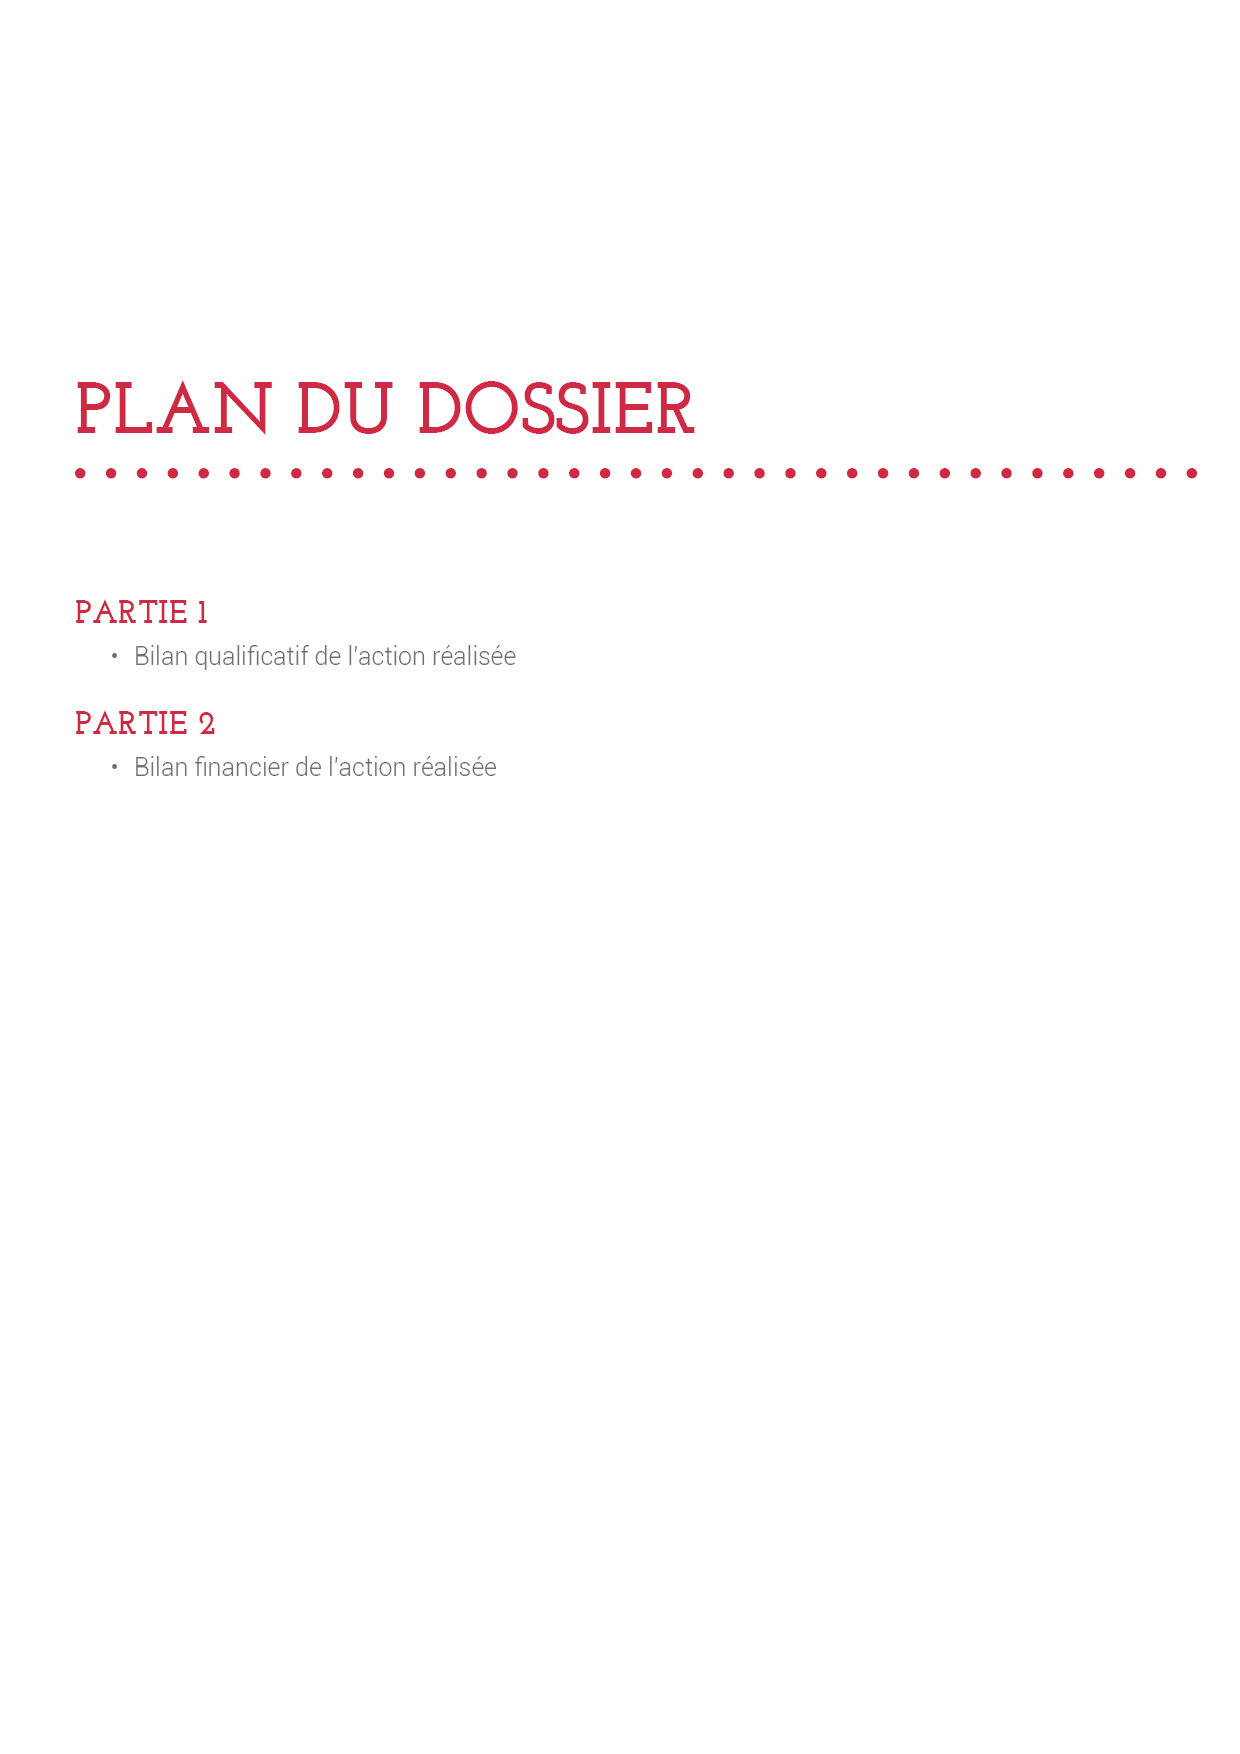 PLAN DU DOSSIER
PARTIE 1
• Bilan qualificatif de l'action réalisée
PARTIE 2
• Bilan financier de l'action réalisée